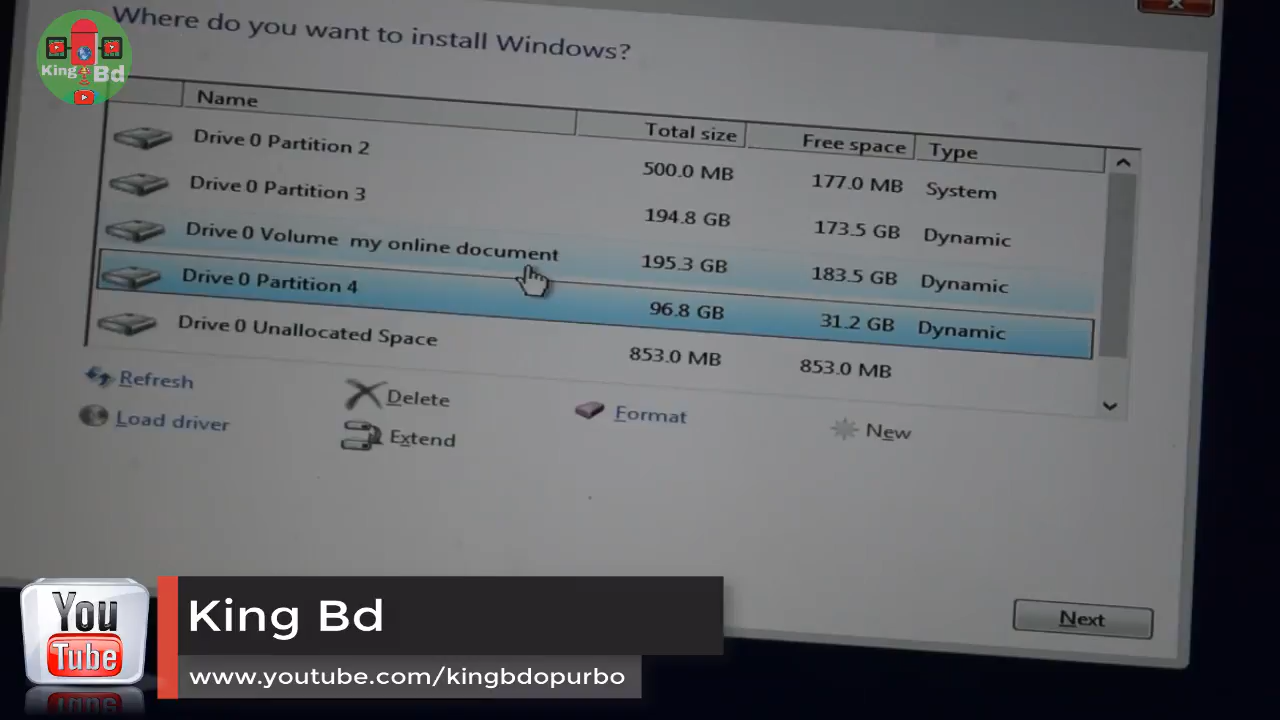 Where do you want to install Windows?
King Bd
Name Total size Free space Type
Drive 0 Partition 2 500.0 MB 177.0 MB System
Drive 0 Partition 3 194.8 GB 173.5 GB Dynamic
Drive 0 Volume my online document 195.3 GB 183.5 GB Dynamic
Drive 0 Partition 4 96.8 GB 31.2 GB Dynamic
Drive 0 Unallocated Space 853.0 MB 853.0 MB
Refresh Delete Format New
Load driver Extend
Next
You
Tube
King Bd
www.youtube.com/kingbdopurbo